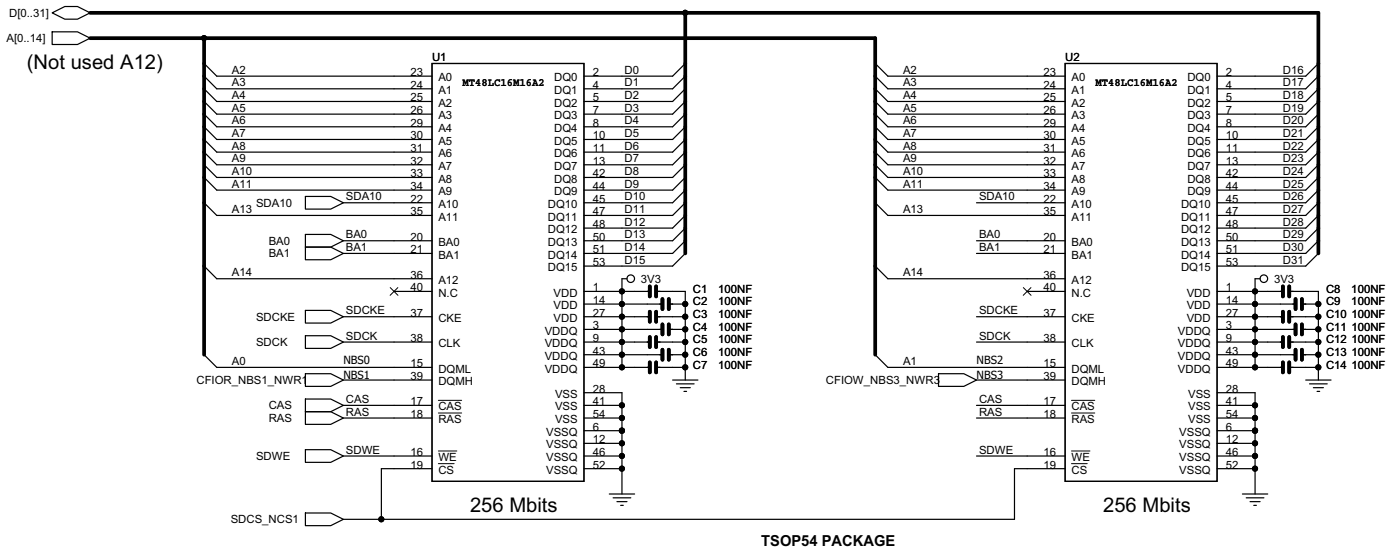 D[0..31]
A[0..14]
(Not used A12)
U1
MT48LC16M16A2
A2 23 A0 DQ0 2 D0
A3 24 A1 DQ1 4 D1
A4 25 A2 DQ2 5 D2
A5 26 A3 DQ3 7 D3
A6 29 A4 DQ4 8 D4
A7 30 A5 DQ5 10 D5
A8 31 A6 DQ6 11 D6
A9 32 A7 DQ7 13 D7
A10 33 A8 DQ8 42 D8
A11 34 A9 DQ9 44 D9
SDA10 SDA10 22 A10 DQ10 45 D10
A13 35 A11 DQ11 47 D11
DQ12 48 D12
BA0 BA0 20 BA0 DQ13 50 D13
BA1 BA1 21 BA1 DQ14 51 D14
DQ15 53 D15
A14 36 A12 3V3
40 N.C VDD 1 C1 100NF
VDD 14 C2 100NF
SDCKE SDCKE 37 CKE VDD 27 C3 100NF
VDDQ 3 C4 100NF
SDCK SDCK 38 CLK VDDQ 9 C5 100NF
VDDQ 43 C6 100NF
A0 NBS0 15 DQML VDDQ 49 C7 100NF
CFIOR_NBS1_NWR1 NBS1 39 DQMH
VSS 28
CAS CAS 17 CAS VSS 41
RAS RAS 18 RAS VSS 54
VSSQ 6
VSSQ 12
SDWE SDWE 16 WE VSSQ 46
19 CS VSSQ 52
256 Mbits
SDCS_NCS1
U2
MT48LC16M16A2
A2 23 A0 DQ0 2 D16
A3 24 A1 DQ1 4 D17
A4 25 A2 DQ2 5 D18
A5 26 A3 DQ3 7 D19
A6 29 A4 DQ4 8 D20
A7 30 A5 DQ5 10 D21
A8 31 A6 DQ6 11 D22
A9 32 A7 DQ7 13 D23
A10 33 A8 DQ8 42 D24
A11 34 A9 DQ9 44 D25
SDA10 22 A10 DQ10 45 D26
A13 35 A11 DQ11 47 D27
DQ12 48 D28
BA0 20 BA0 DQ13 50 D29
BA1 21 BA1 DQ14 51 D30
DQ15 53 D31
A14 36 A12 3V3
40 N.C VDD 1 C8 100NF
VDD 14 C9 100NF
SDCKE 37 CKE VDD 27 C10 100NF
VDDQ 3 C11 100NF
SDCK 38 CLK VDDQ 9 C12 100NF
VDDQ 43 C13 100NF
A1 NBS2 15 DQML VDDQ 49 C14 100NF
CFIOW_NBS3_NWR3 NBS3 39 DQMH
VSS 28
CAS 17 CAS VSS 41
RAS 18 RAS VSS 54
VSSQ 6
VSSQ 12
SDWE 16 WE VSSQ 46
19 CS VSSQ 52
256 Mbits
TSOP54 PACKAGE